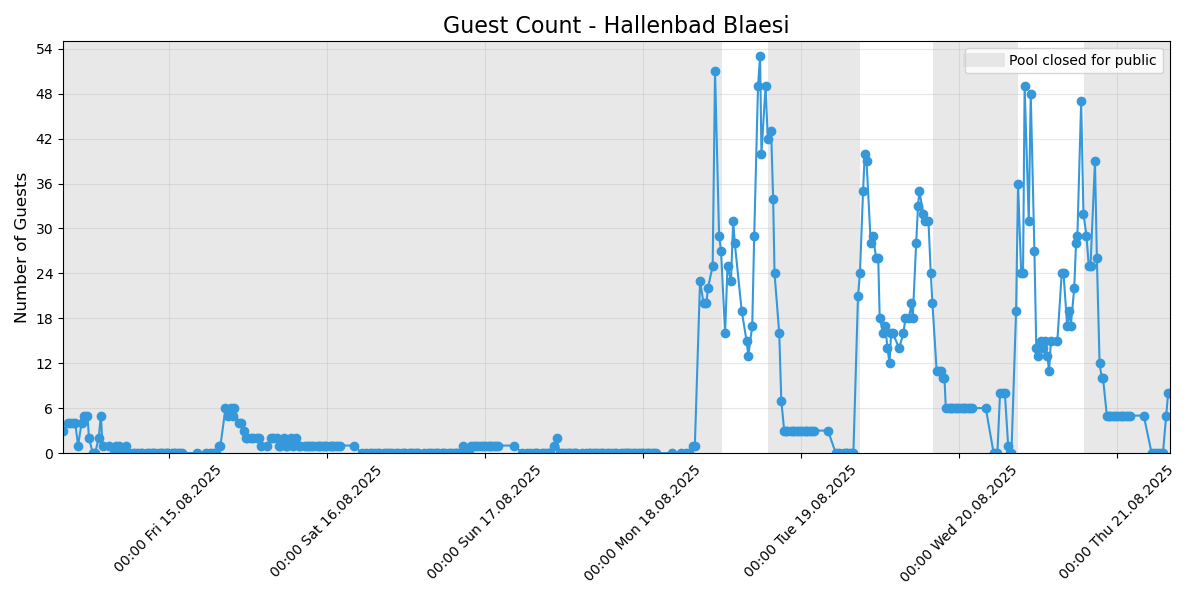 Guest Count - Hallenbad Blaesi
Pool closed for public
Number of Guests
54
48
42
36
30
24
18
12
6
0
00:00 Fri 15.08.2025
00:00 Sat 16.08.2025
00:00 Sun 17.08.2025
00:00 Mon 18.08.2025
00:00 Tue 19.08.2025
00:00 Wed 20.08.2025
00:00 Thu 21.08.2025